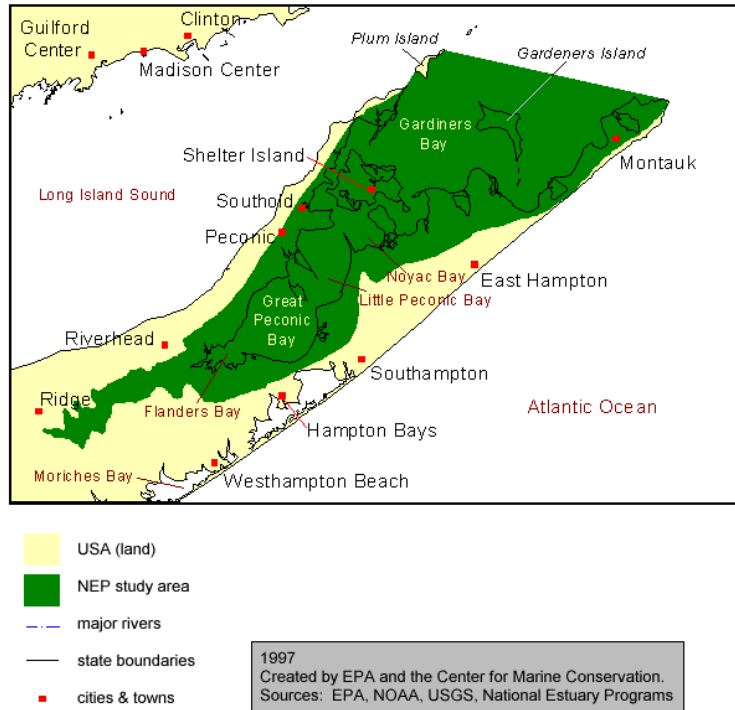 Clinton
Guilford
Center
Madison Center
Plum Island
Gardeners Island
Gardiners
Bay
Shelter Island
Montauk
Long Island Sound
Southold
Peconic
Noyac Bay
East Hampton
Little Peconic Bay
Great
Peconic
Bay
Riverhead
Southampton
Ridge
Flanders Bay
Atlantic Ocean
Hampton Bays
Moriches Bay
Westhampton Beach
USA (land)
NEP study area
major rivers
state boundaries
cities & towns
1997
Created by EPA and the Center for Marine Conservation.
Sources: EPA, NOAA, USGS, National Estuary Programs